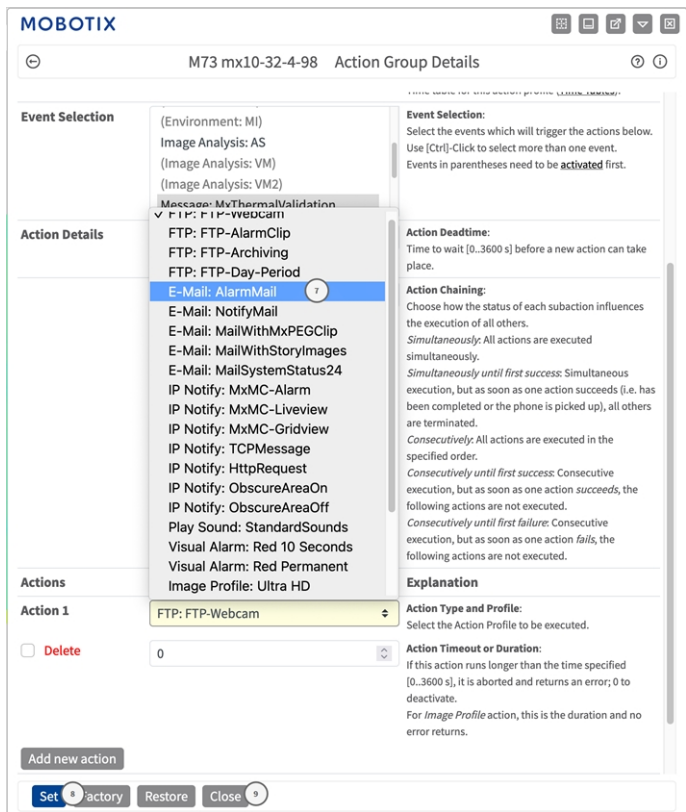 MOBOTIX
M73 mx10-32-4-98 Action Group Details
Time table for this action profile (Time Tables).
Event Selection
(Environment: MI)
Image Analysis: AS
(Image Analysis: VM)
(Image Analysis: VM2)
Message: MxThermalValidation
Event Selection:
Select the events which will trigger the actions below.
Use [Ctrl]-Click to select more than one event.
Events in parentheses need to be activated first.
Action Details
✓ FTP: FTP-Webcam
FTP: FTP-AlarmClip
FTP: FTP-Archiving
FTP: FTP-Day-Period
E-Mail: AlarmMail 7
E-Mail: NotifyMail
E-Mail: MailWithMxPEGClip
E-Mail: MailWithStoryImages
E-Mail: MailSystemStatus24
IP Notify: MxMC-Alarm
IP Notify: MxMC-Liveview
IP Notify: MxMC-Gridview
IP Notify: TCPMessage
IP Notify: HttpRequest
IP Notify: ObscureAreaOn
IP Notify: ObscureAreaOff
Play Sound: StandardSounds
Visual Alarm: Red 10 Seconds
Visual Alarm: Red Permanent
Image Profile: Ultra HD
Action Deadtime:
Time to wait [0..3600 s] before a new action can take
place.
Action Chaining:
Choose how the status of each subaction influences
the execution of all others.
Simultaneously: All actions are executed
simultaneously.
Simultaneously until first success: Simultaneous
execution, but as soon as one action succeeds (i.e. has
been completed or the phone is picked up), all others
are terminated.
Consecutively: All actions are executed in the
specified order.
Consecutively until first success: Consecutive
execution, but as soon as one action succeeds, the
following actions are not executed.
Consecutively until first failure: Consecutive
execution, but as soon as one action fails, the
following actions are not executed.
Actions
Explanation
Action 1
FTP: FTP-Webcam
Action Type and Profile:
Select the Action Profile to be executed.
Delete
0
Action Timeout or Duration:
If this action runs longer than the time specified
[0..3600 s], it is aborted and returns an error; 0 to
deactivate.
For Image Profile action, this is the duration and no
error returns.
Add new action
Set 8 actory Restore Close 9